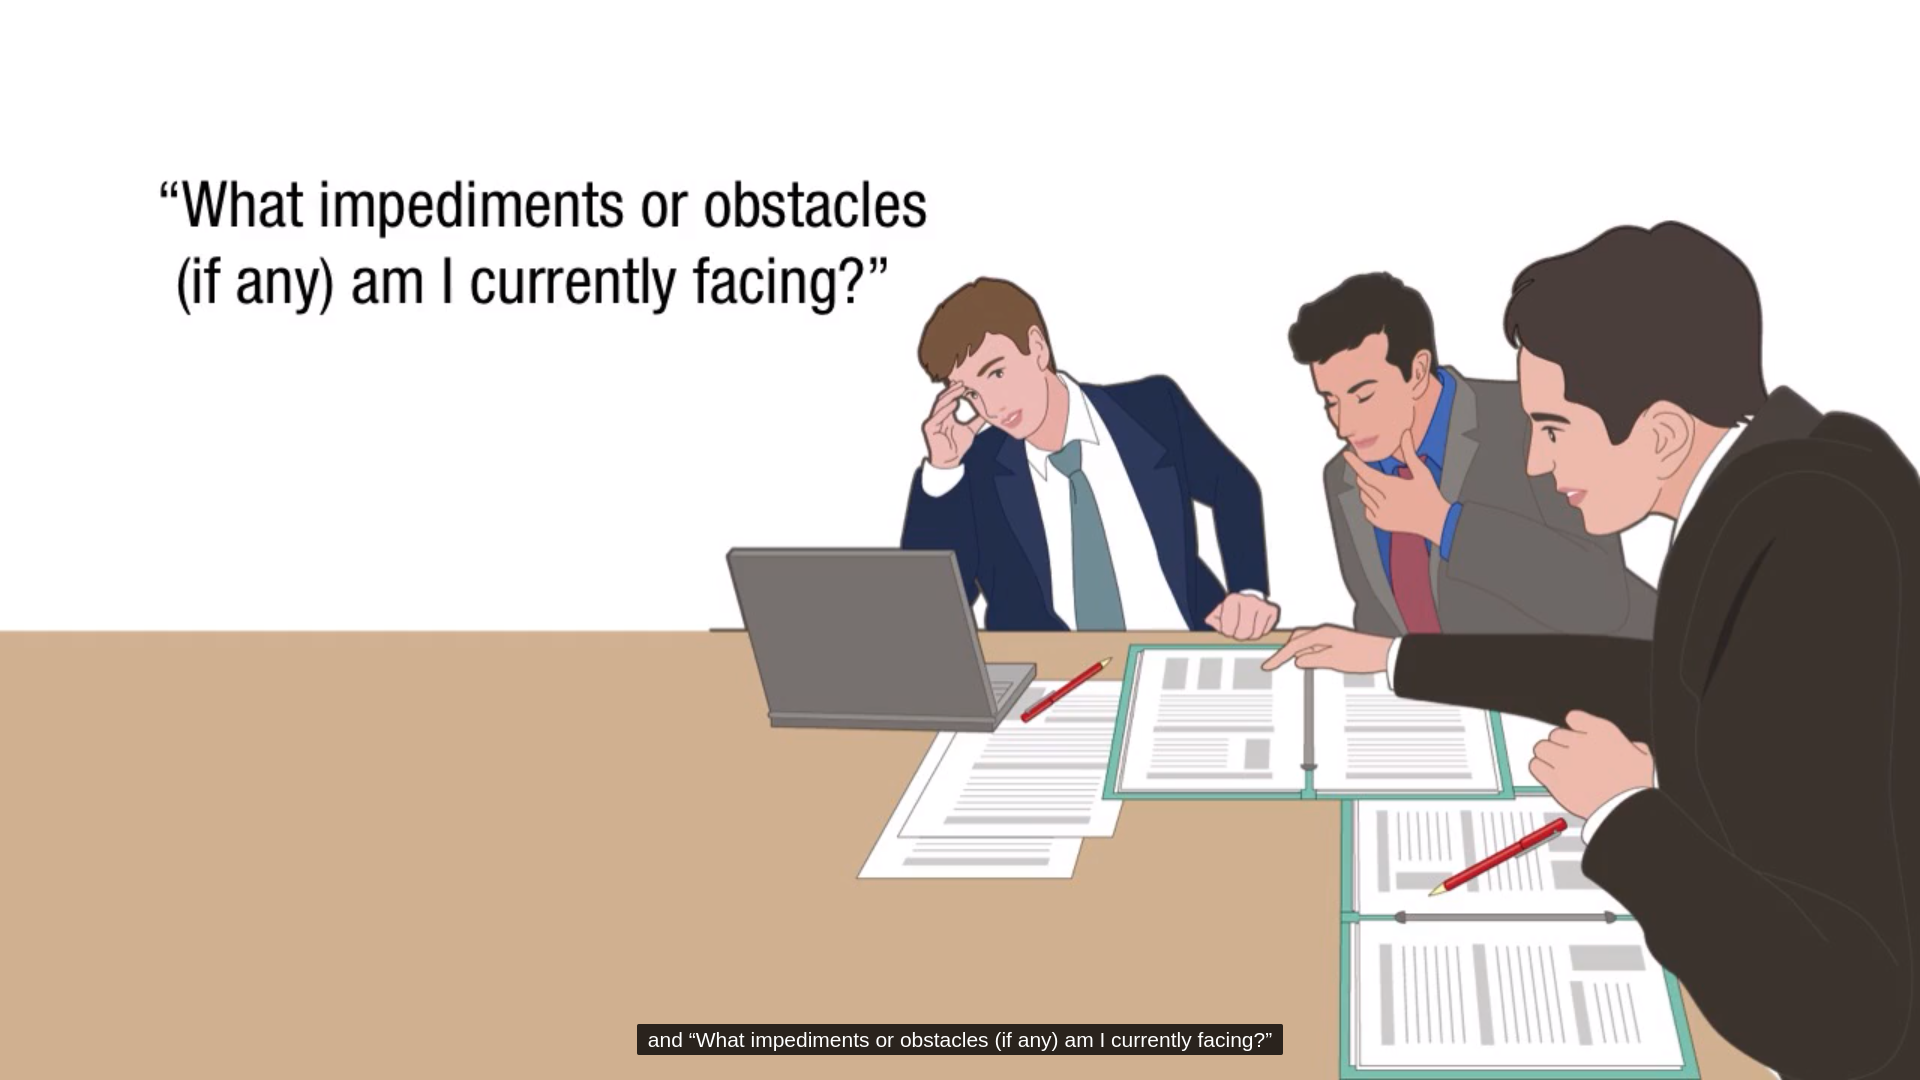 “What impediments or obstacles
(if any) am I currently facing?”
and “What impediments or obstacles (if any) am I currently facing?”